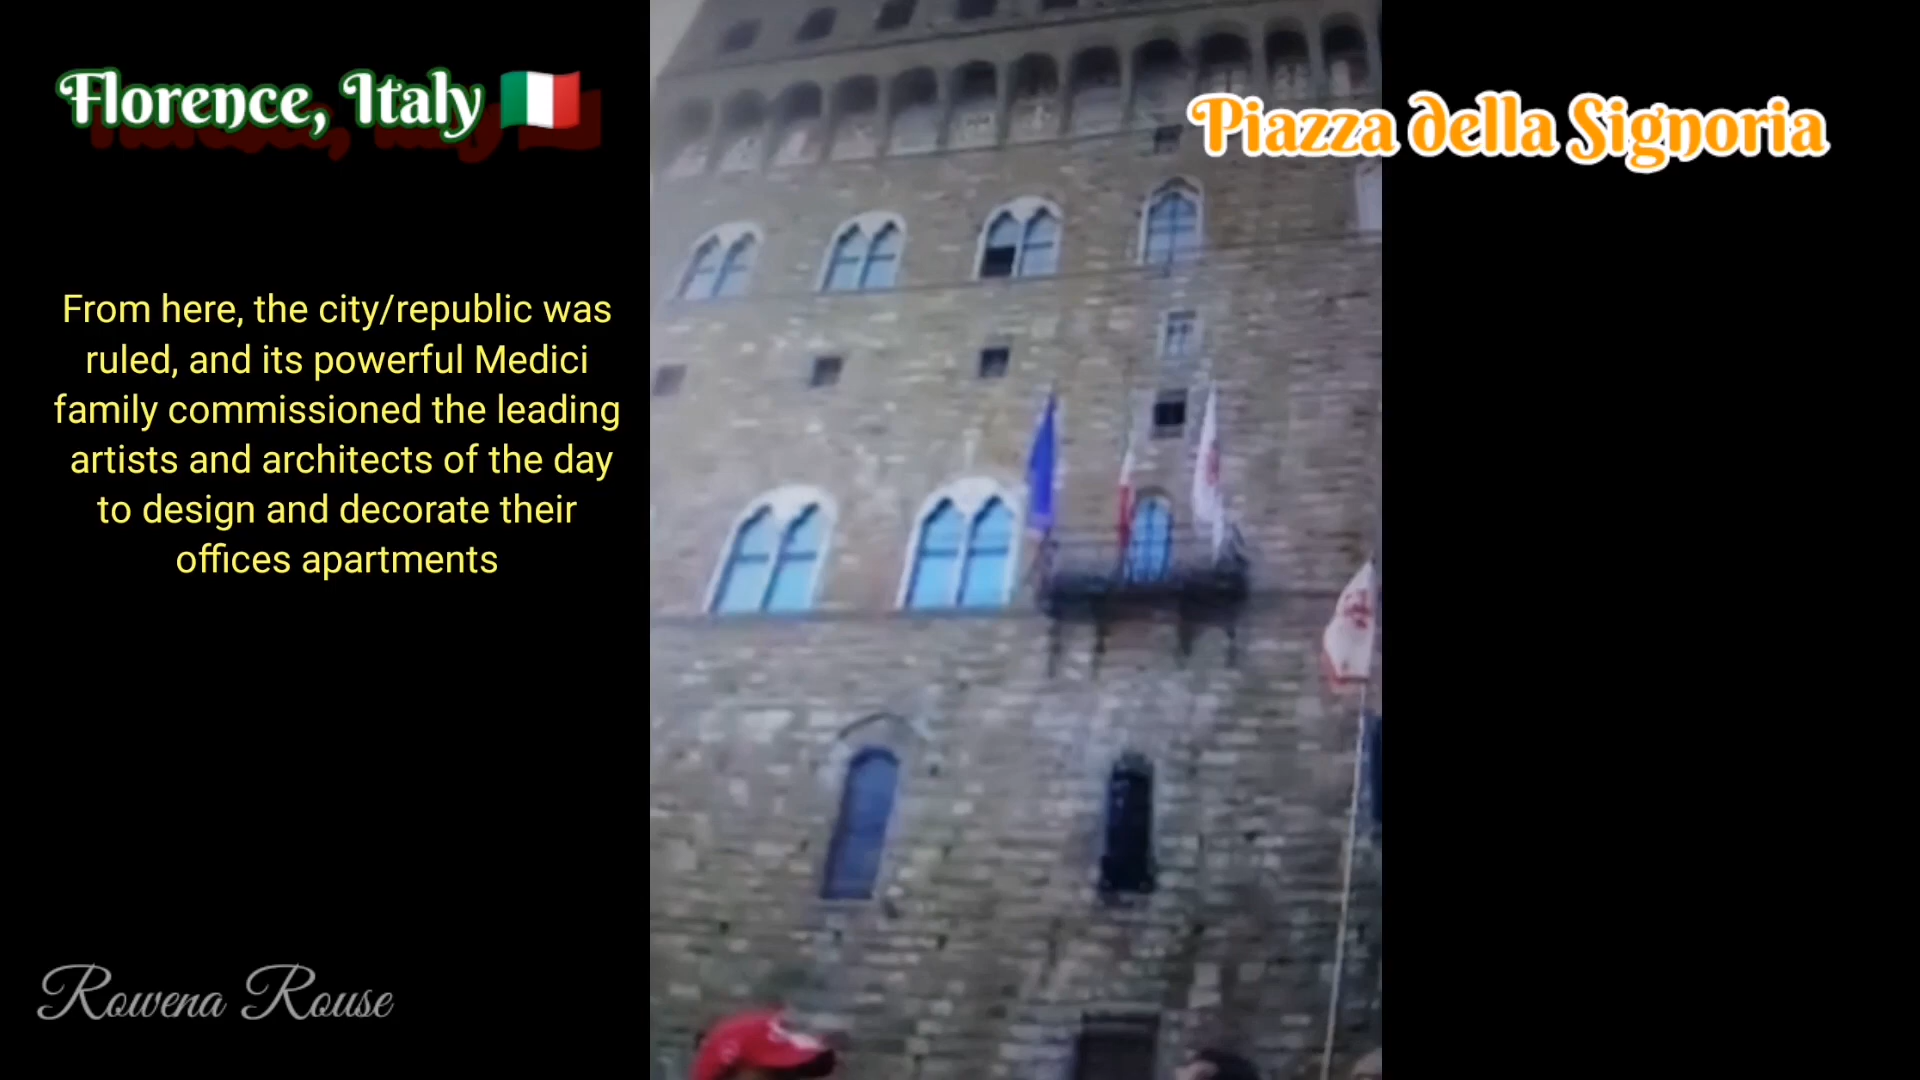 Florence, Italy 🇮🇹
Piazza della Signoria
From here, the city/republic was
ruled, and its powerful Medici
family commissioned the leading
artists and architects of the day
to design and decorate their
offices apartments
Rowena Rouse